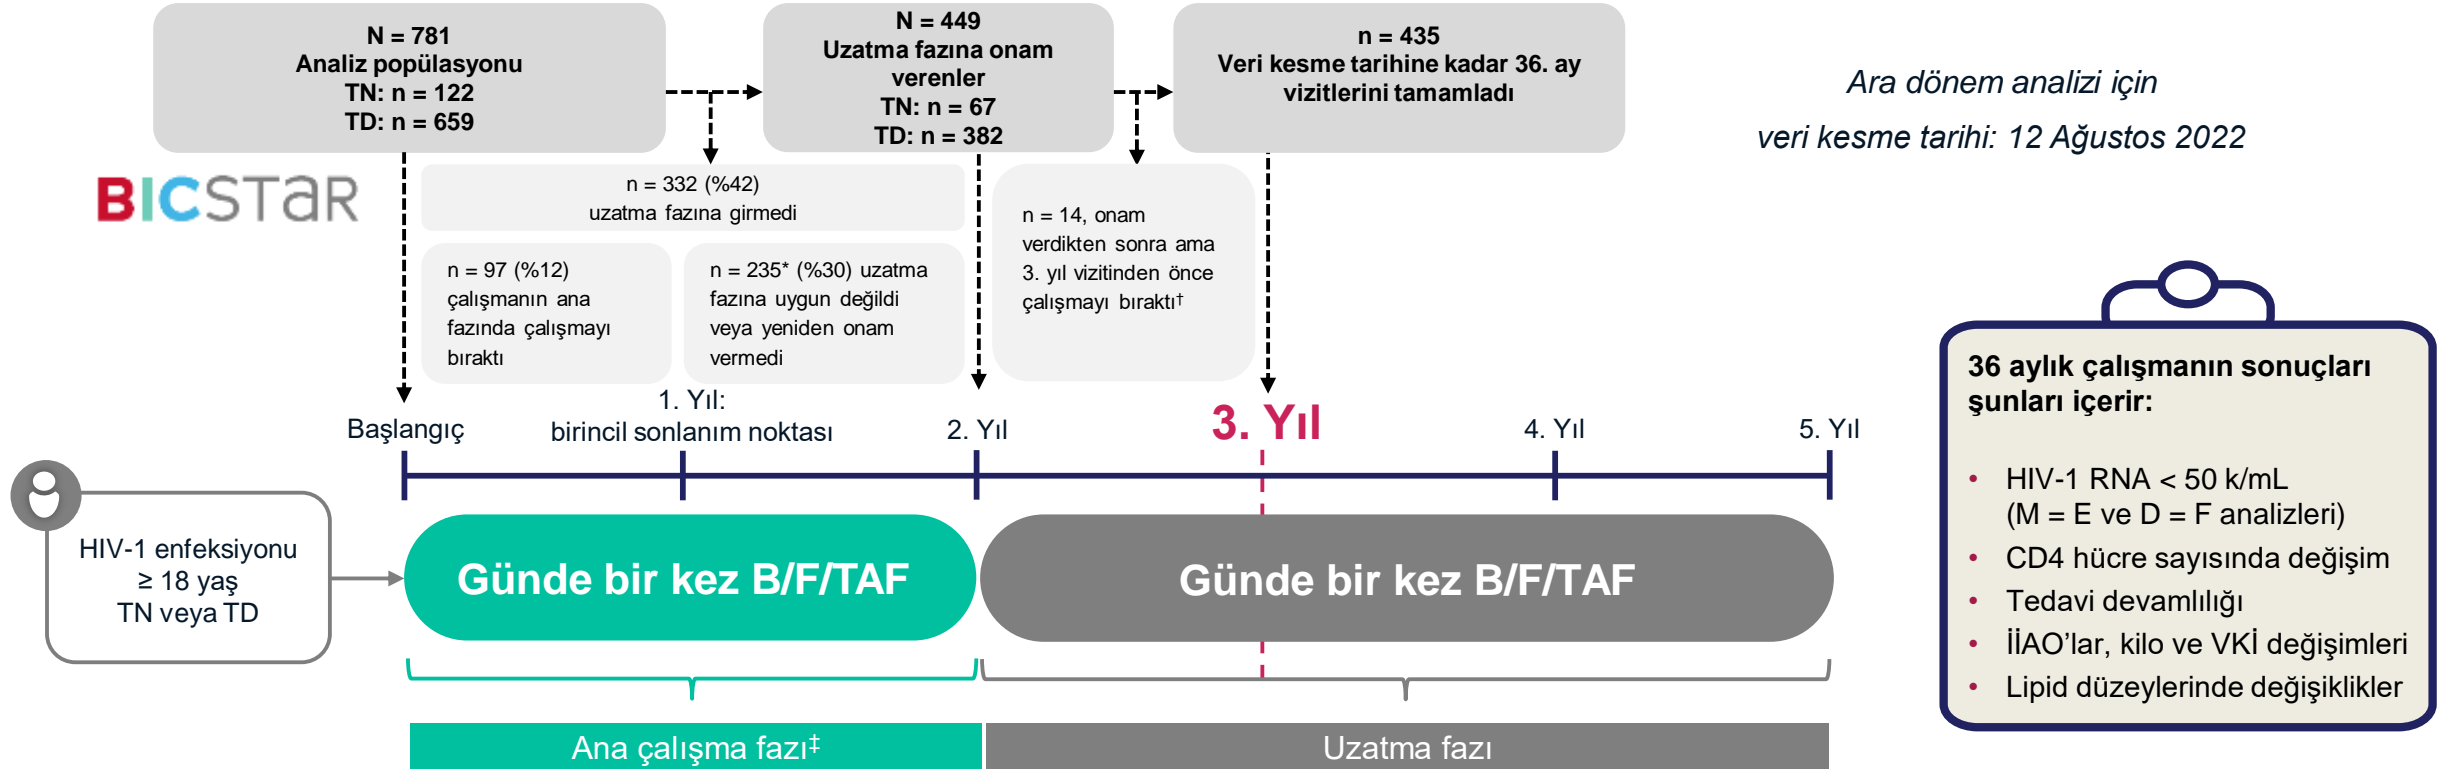 N = 781
Analiz popülasyonu
TN: n = 122
TD: n = 659
N = 449
Uzatma fazına onam
verenler
TN: n = 67
TD: n = 382
n = 435
Veri kesme tarihine kadar 36. ay
vizitlerini tamamladı
Ara dönem analizi için
veri kesme tarihi: 12 Ağustos 2022
BICSTaR
n = 332 (%42)
uzatma fazına girmedi
n = 97 (%12)
çalışmanın ana
fazında çalışmayı
bıraktı
n = 235* (%30) uzatma
fazına uygun değildi
veya yeniden onam
vermedi
n = 14, onam
verdikten sonra ama
3. yıl vizitinden önce
çalışmayı bıraktı†
Başlangıç
1. Yıl:
birincil sonlanım noktası
2. Yıl
3. Yıl
4. Yıl
5. Yıl
HIV-1 enfeksiyonu
≥ 18 yaş
TN veya TD
Günde bir kez B/F/TAF
Günde bir kez B/F/TAF
Ana çalışma fazı‡
Uzatma fazı
36 aylık çalışmanın sonuçları
şunları içerir:
• HIV-1 RNA < 50 k/mL
(M = E ve D = F analizleri)
• CD4 hücre sayısında değişim
• Tedavi devamlılığı
• İİAO’lar, kilo ve VKİ değişimleri
• Lipid düzeylerinde değişiklikler